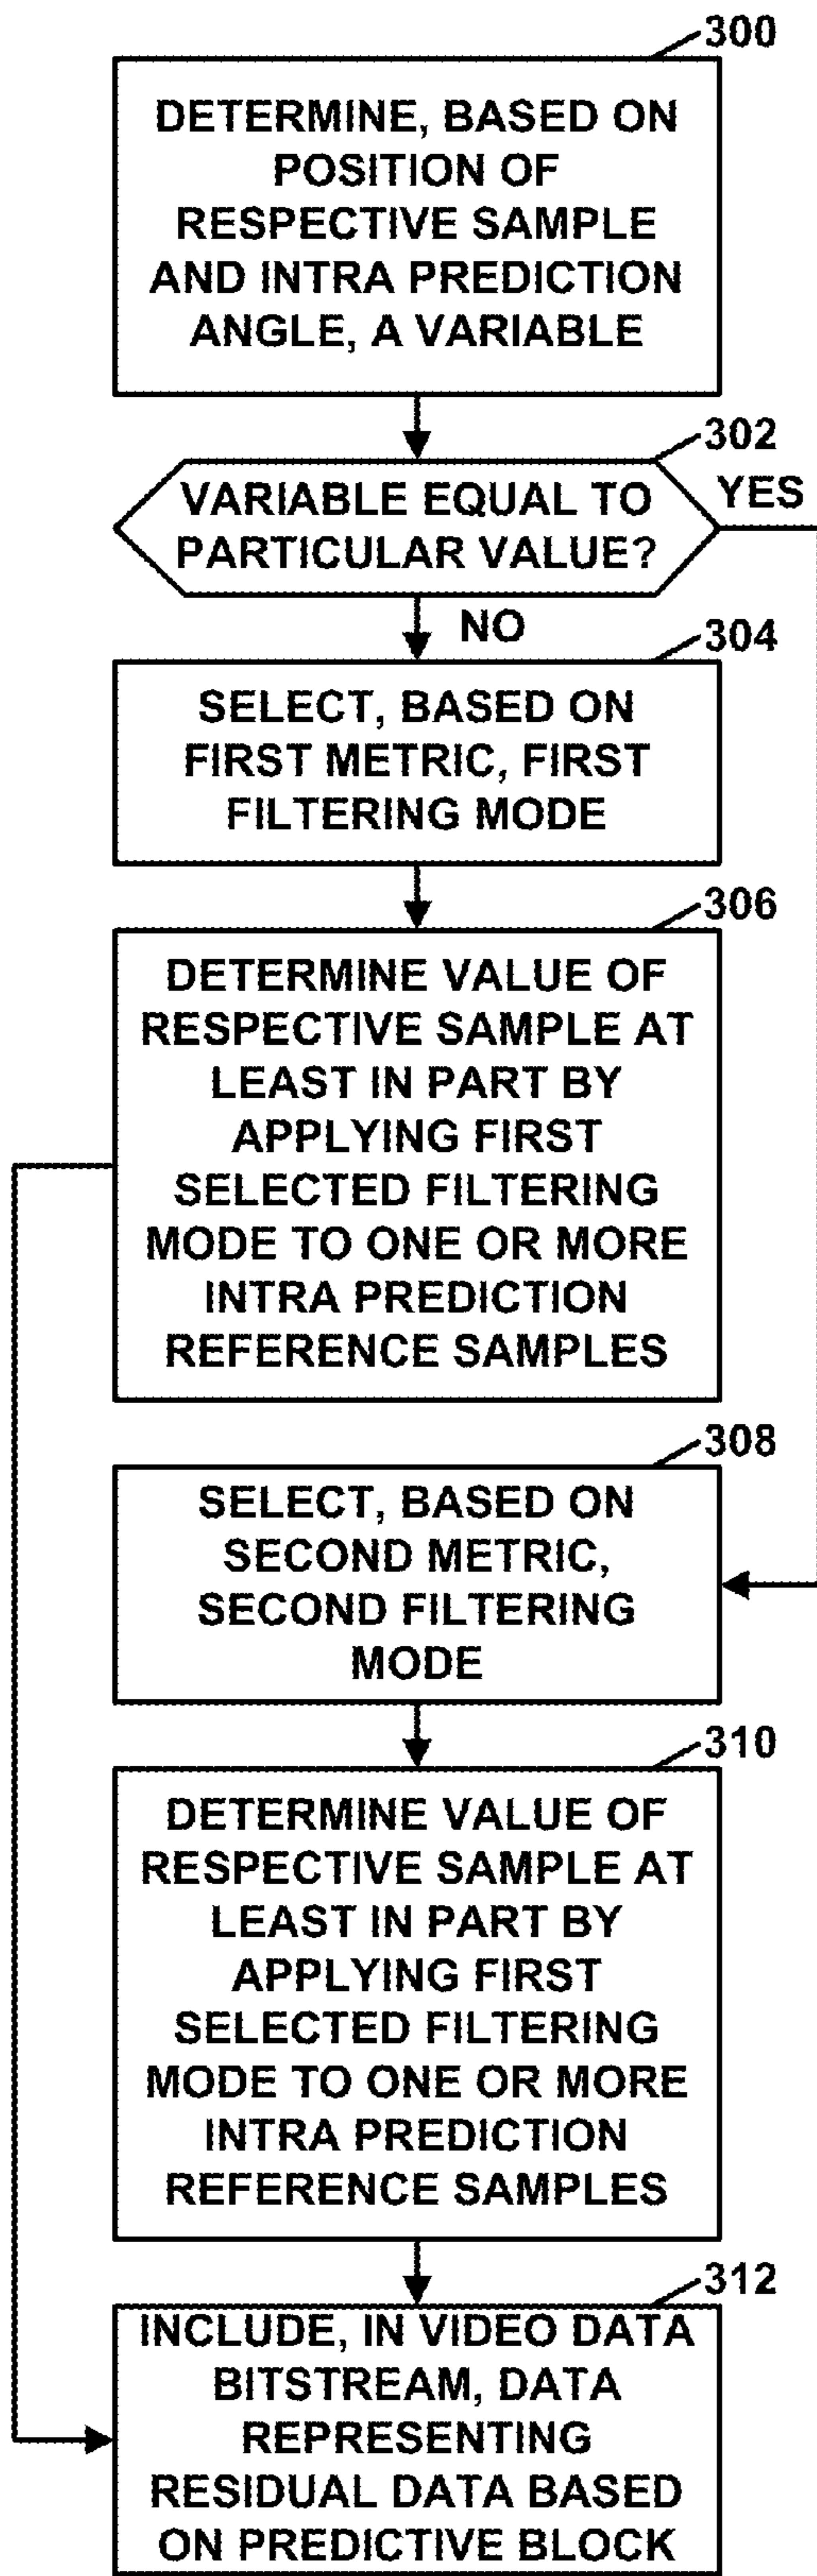 300
DETERMINE, BASED ON
POSITION OF
RESPECTIVE SAMPLE
AND INTRA PREDICTION
ANGLE, A VARIABLE
302
VARIABLE EQUAL TO
PARTICULAR VALUE?
YES
NO
304
SELECT, BASED ON
FIRST METRIC, FIRST
FILTERING MODE
306
DETERMINE VALUE OF
RESPECTIVE SAMPLE AT
LEAST IN PART BY
APPLYING FIRST
SELECTED FILTERING
MODE TO ONE OR MORE
INTRA PREDICTION
REFERENCE SAMPLES
308
SELECT, BASED ON
SECOND METRIC,
SECOND FILTERING
MODE
310
DETERMINE VALUE OF
RESPECTIVE SAMPLE AT
LEAST IN PART BY
APPLYING FIRST
SELECTED FILTERING
MODE TO ONE OR MORE
INTRA PREDICTION
REFERENCE SAMPLES
312
INCLUDE, IN VIDEO DATA
BITSTREAM, DATA
REPRESENTING
RESIDUAL DATA BASED
ON PREDICTIVE BLOCK